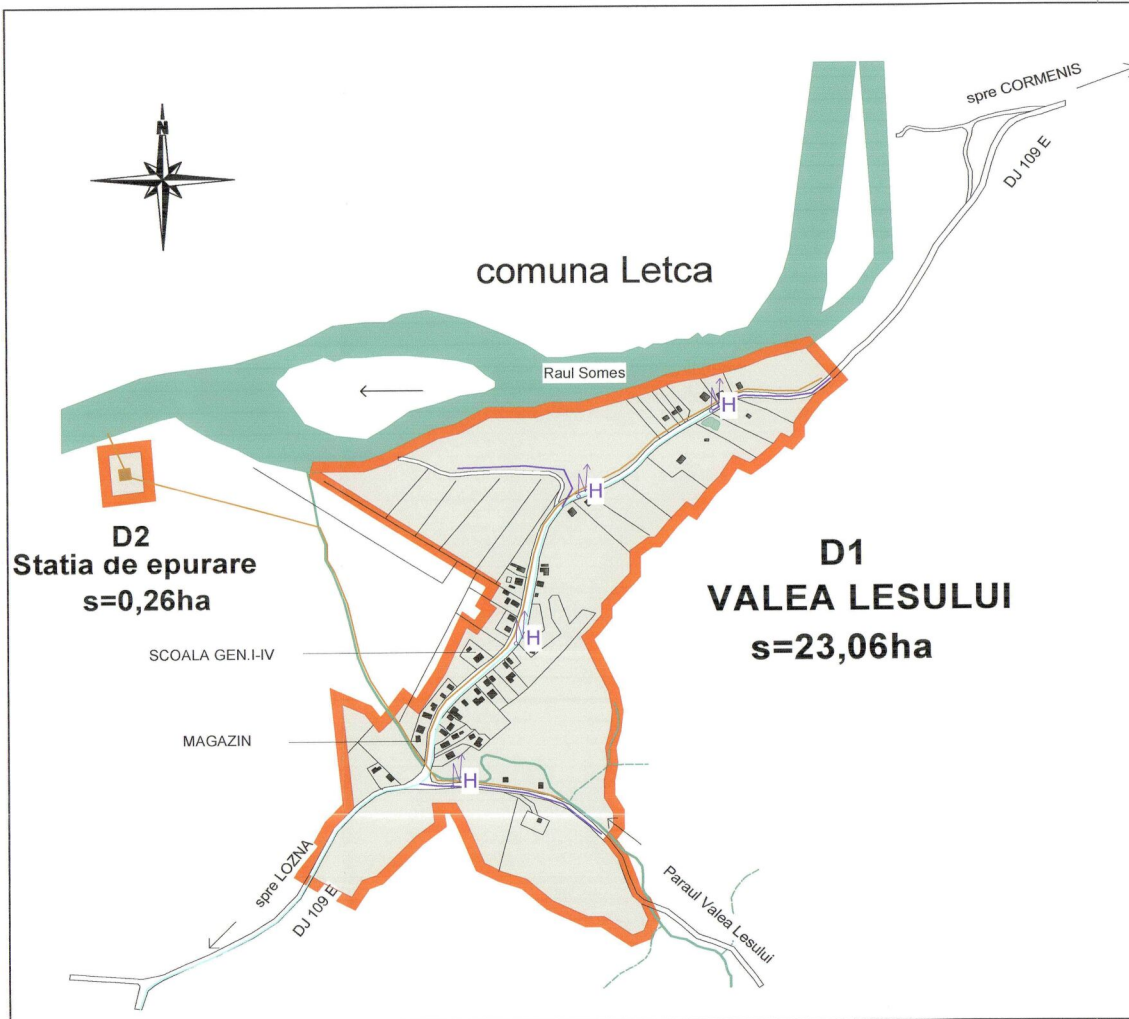 spre CORMENIS
N
DJ 109 E
comuna Letca
Raul Somes
H
H
D2
Statia de epurare
s=0,26ha
D1
VALEA LESULUI
s=23,06ha
H
SCOALA GEN.I-IV
MAGAZIN
H
spre LOZNA
DJ 109 E
Paraul Valea Lesului